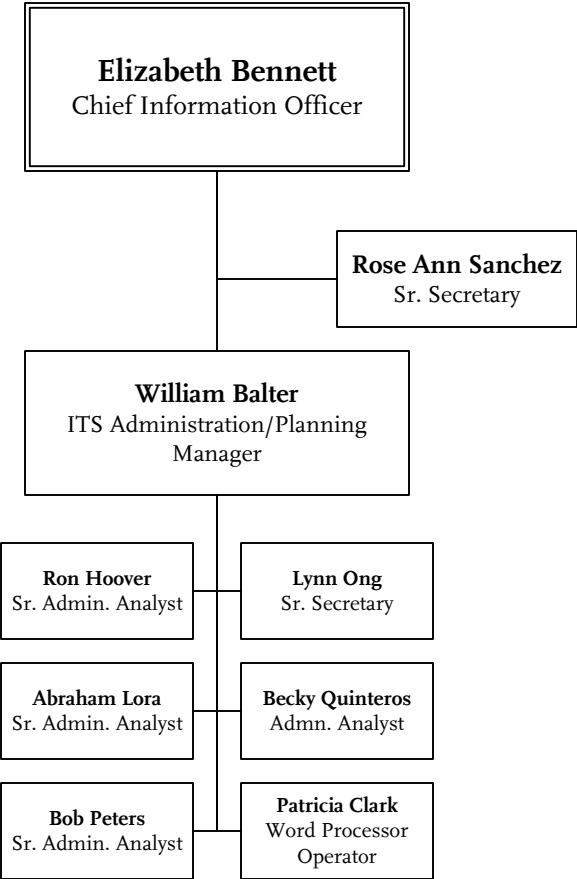 Elizabeth Bennett
Chief Information Officer
Rose Ann Sanchez
Sr. Secretary
William Balter
ITS Administration/Planning
Manager
Ron Hoover
Sr. Admin. Analyst
Lynn Ong
Sr. Secretary
Abraham Lora
Sr. Admin. Analyst
Becky Quinteros
Admn. Analyst
Bob Peters
Sr. Admin. Analyst
Patricia Clark
Word Processor
Operator